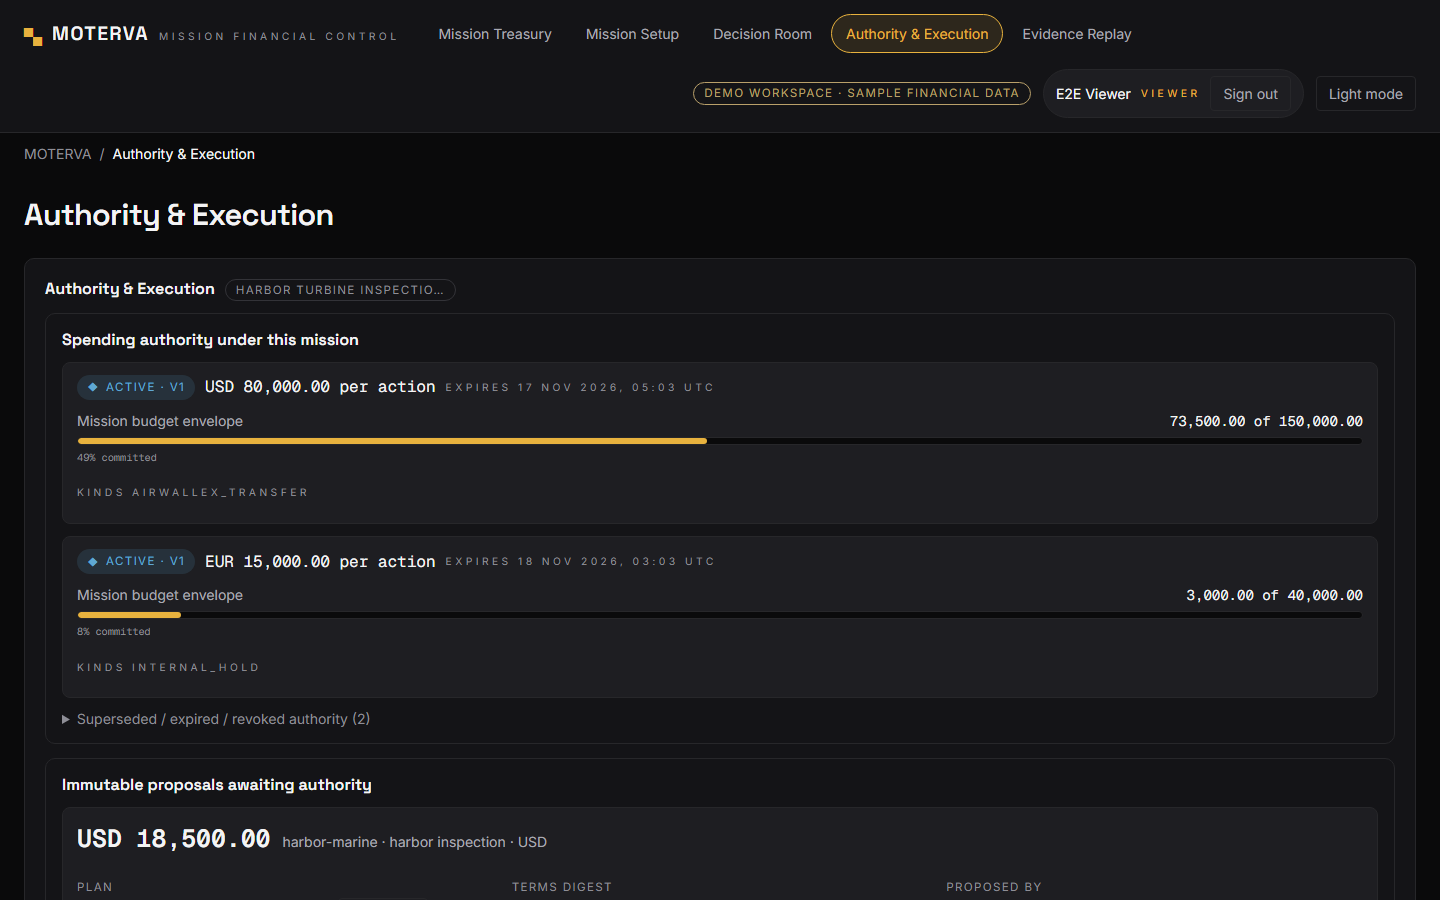 MOTERVA MISSION FINANCIAL CONTROL Mission Treasury Mission Setup Decision Room Authority & Execution Evidence Replay
DEMO WORKSPACE · SAMPLE FINANCIAL DATA E2E Viewer VIEWER Sign out Light mode
MOTERVA / Authority & Execution
Authority & Execution
Authority & Execution HARBOR TURBINE INSPECTIO...
Spending authority under this mission
◆ ACTIVE · V1 USD 80,000.00 per action EXPIRES 17 NOV 2026, 05:03 UTC
Mission budget envelope 73,500.00 of 150,000.00
49% committed
KINDS AIRWALLEX_TRANSFER
◆ ACTIVE · V1 EUR 15,000.00 per action EXPIRES 18 NOV 2026, 03:03 UTC
Mission budget envelope 3,000.00 of 40,000.00
8% committed
KINDS INTERNAL_HOLD
▶ Superseded / expired / revoked authority (2)
Immutable proposals awaiting authority
USD 18,500.00 harbor-marine · harbor inspection · USD
PLAN TERMS DIGEST PROPOSED BY